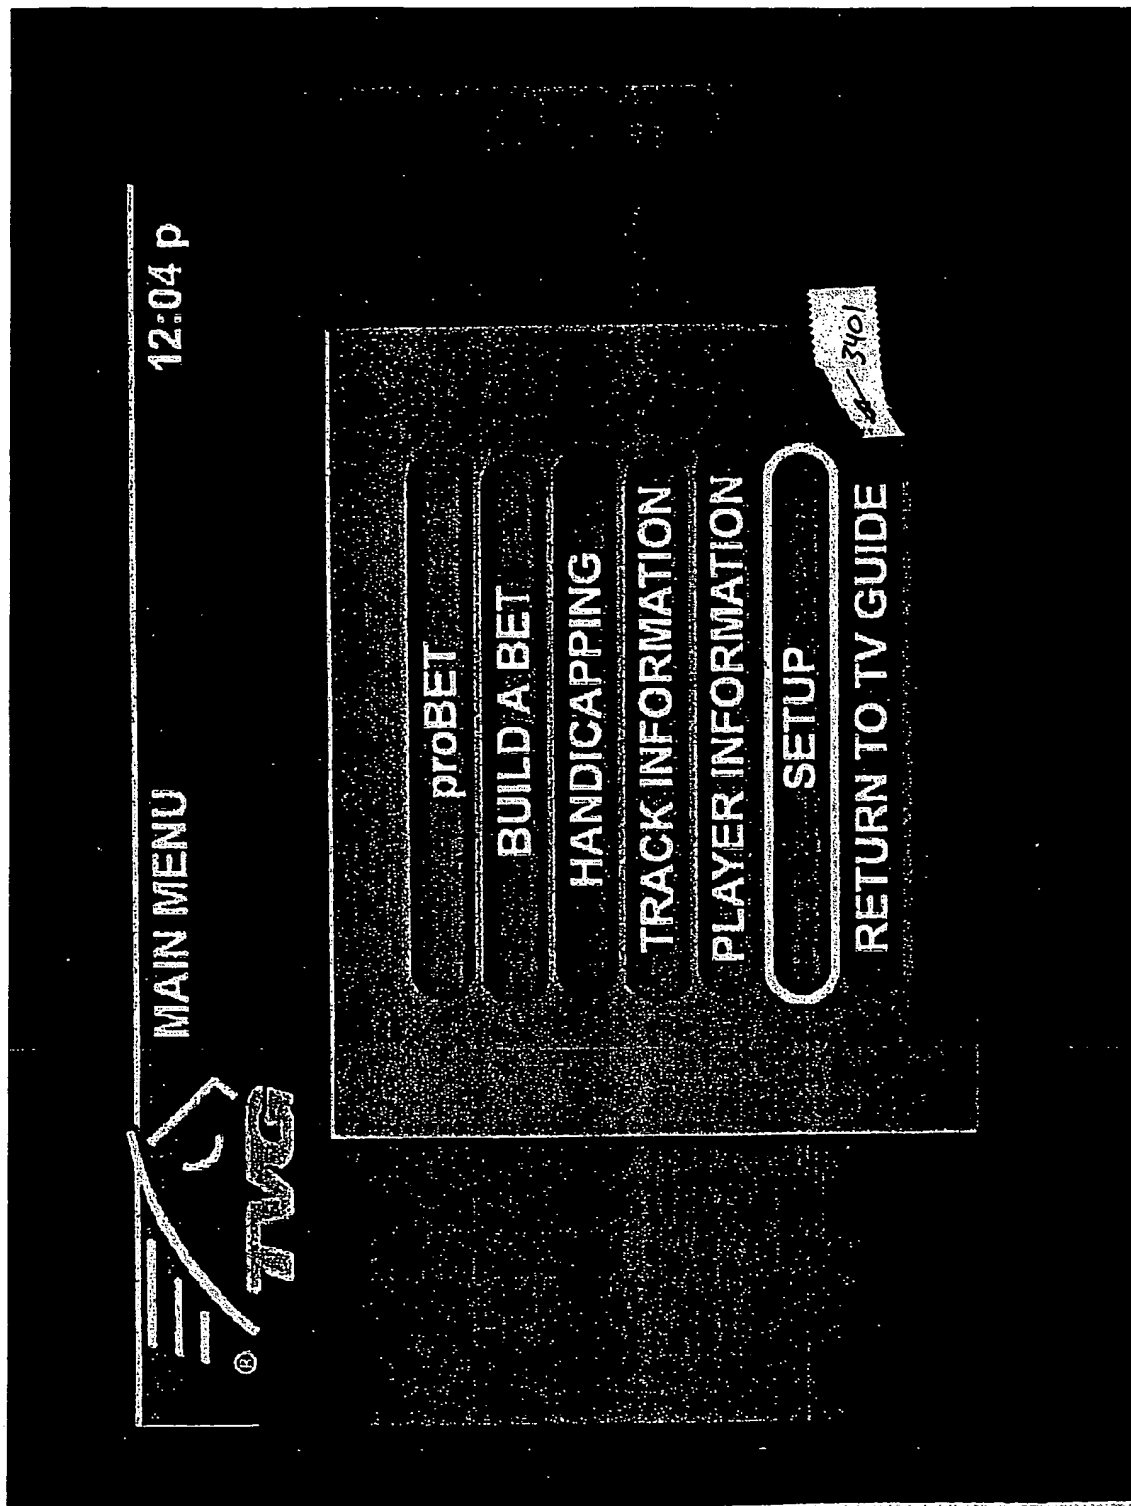 MAIN MENU 12:04 p
TVG
®
proBET
BUILD A BET
HANDICAPPING
TRACK INFORMATION
PLAYER INFORMATION
SETUP
3401
RETURN TO TV GUIDE